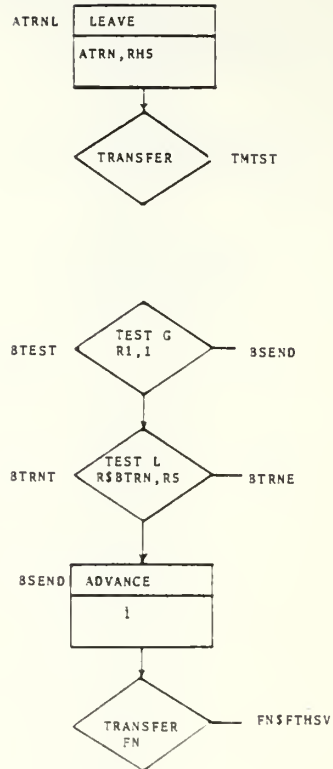 ATRNL LEAVE
ATRN,RHS
TRANSFER TMTST
TEST G
R1,1
BTEST BSEND
TEST L
R$BTRN,R5
BTRNT BTRNE
BSEND ADVANCE
1
TRANSFER
FN
FN$FTHSV